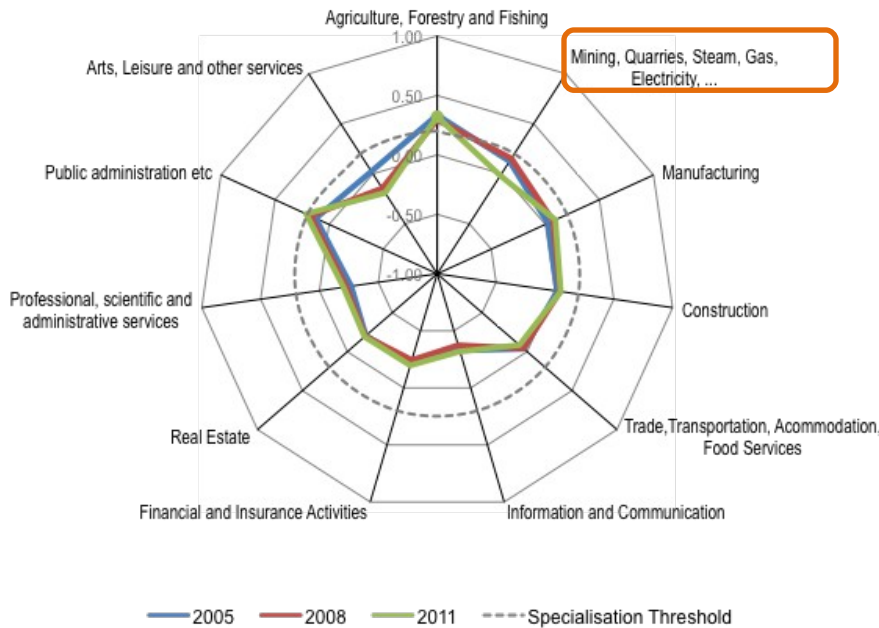 Agriculture, Forestry and Fishing
1.00
Mining, Quarries, Steam, Gas,
Electricity, ...
Arts, Leisure and other services
0.50
Public administration etc
0.00
Manufacturing
-0.50
-1.00
Professional, scientific and
administrative services
Construction
Real Estate
Trade,Transportation, Acommodation,
Food Services
Financial and Insurance Activities
Information and Communication
2005
2008
2011
Specialisation Threshold